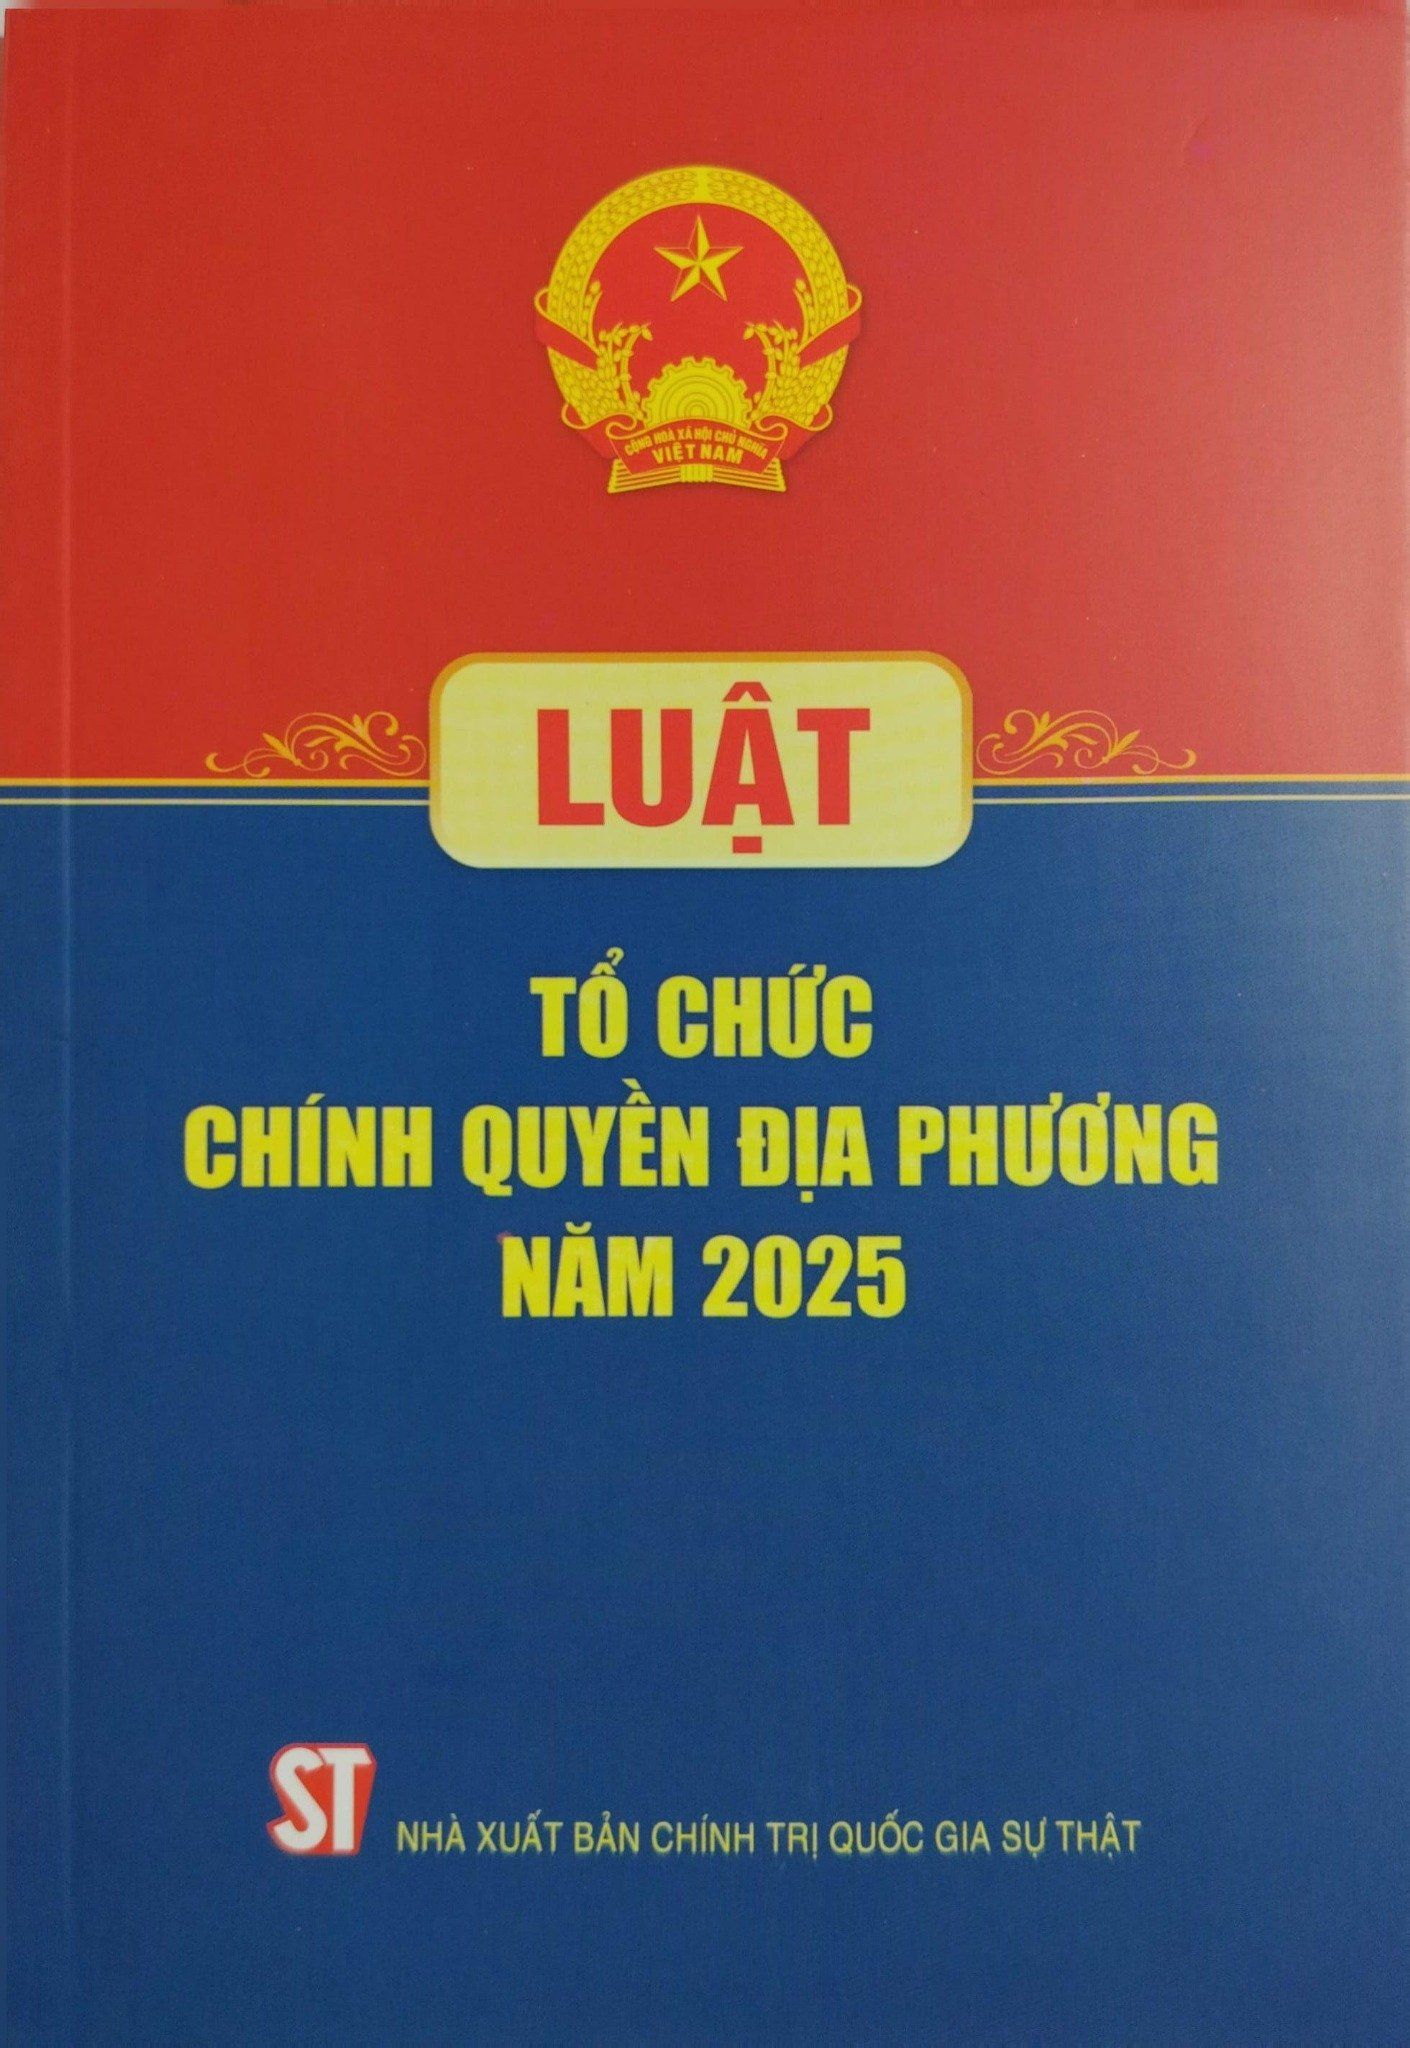 CỘNG HOÀ XÃ HỘI CHỦ NGHĨA
VIỆT NAM
LUẬT
TỔ CHỨC
CHÍNH QUYỀN ĐỊA PHƯƠNG
NĂM 2025
ST
NHÀ XUẤT BẢN CHÍNH TRỊ QUỐC GIA SỰ THẬT